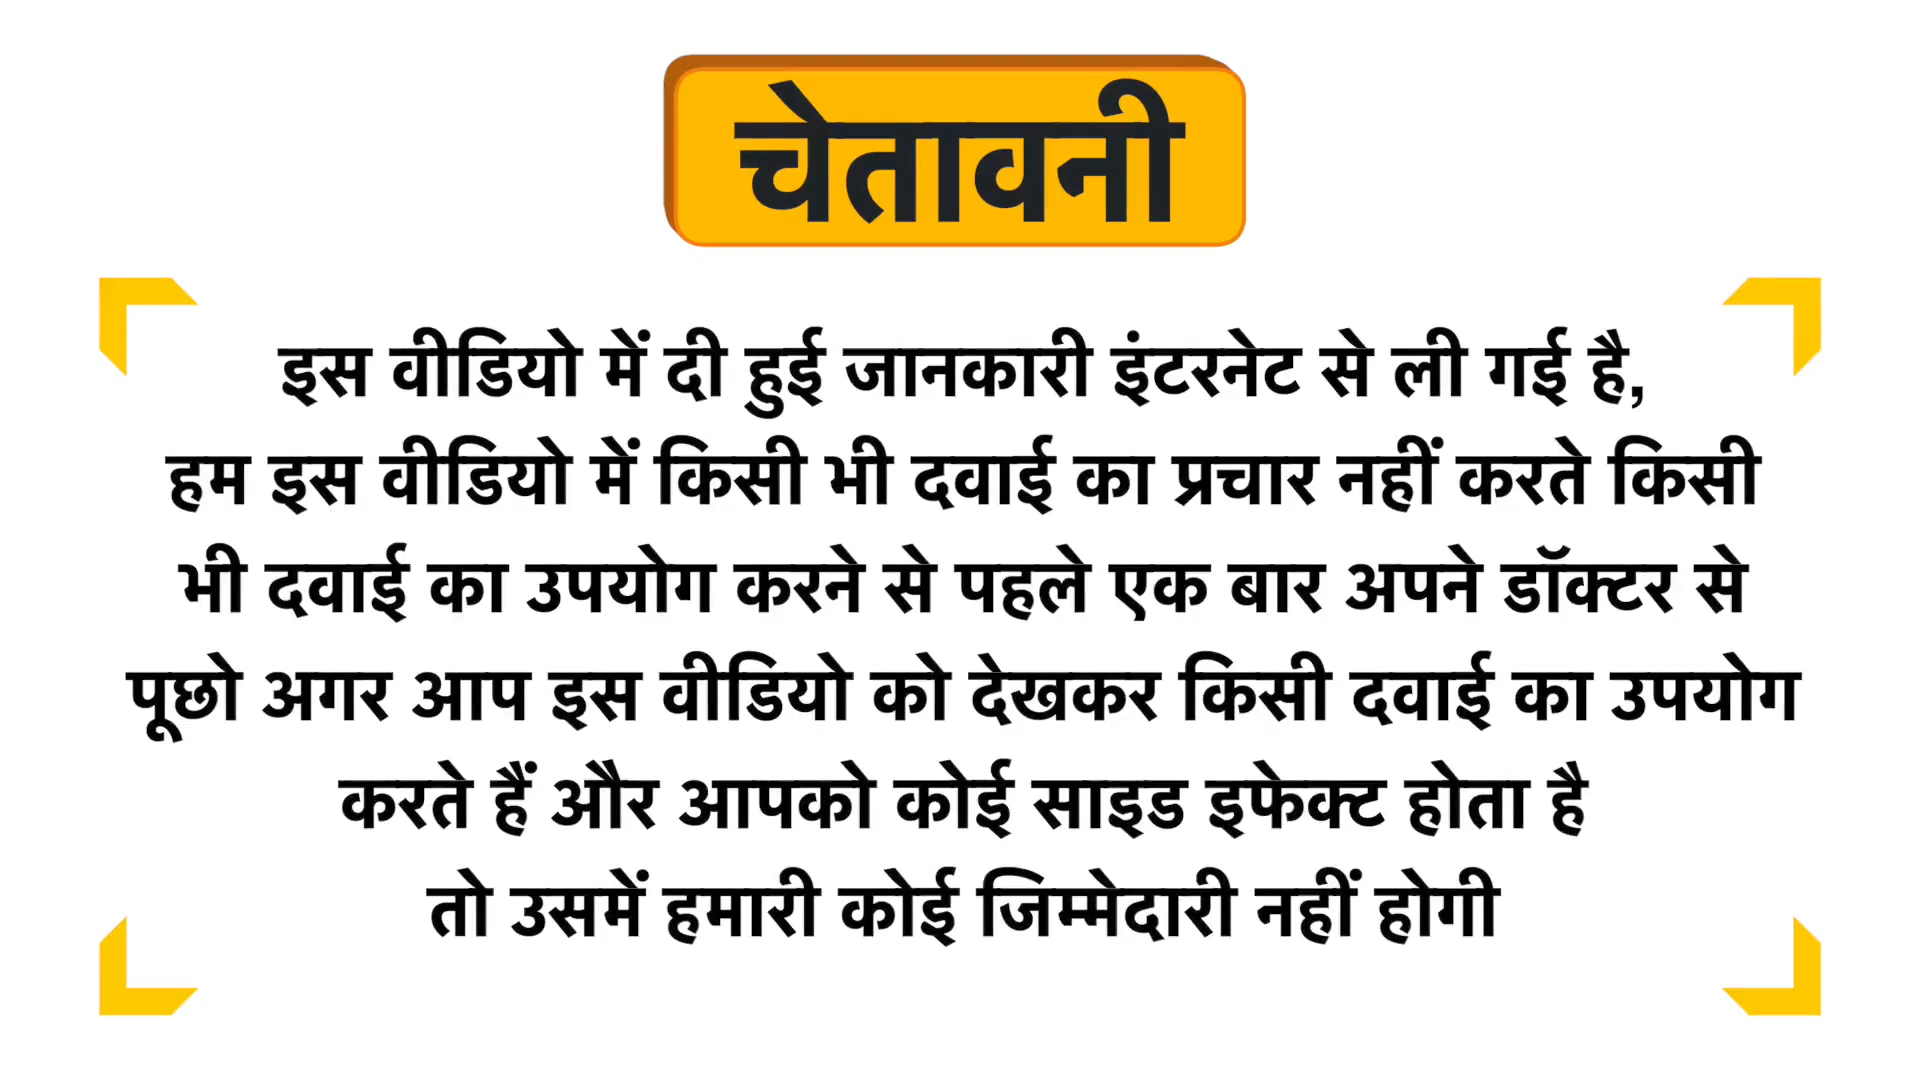 चेतावनी
इस वीडियो में दी हुई जानकारी इंटरनेट से ली गई है,
हम इस वीडियो में किसी भी दवाई का प्रचार नहीं करते किसी
भी दवाई का उपयोग करने से पहले एक बार अपने डॉक्टर से
पूछो अगर आप इस वीडियो को देखकर किसी दवाई का उपयोग
करते हैं और आपको कोई साइड इफेक्ट होता है
तो उसमें हमारी कोई जिम्मेदारी नहीं होगी